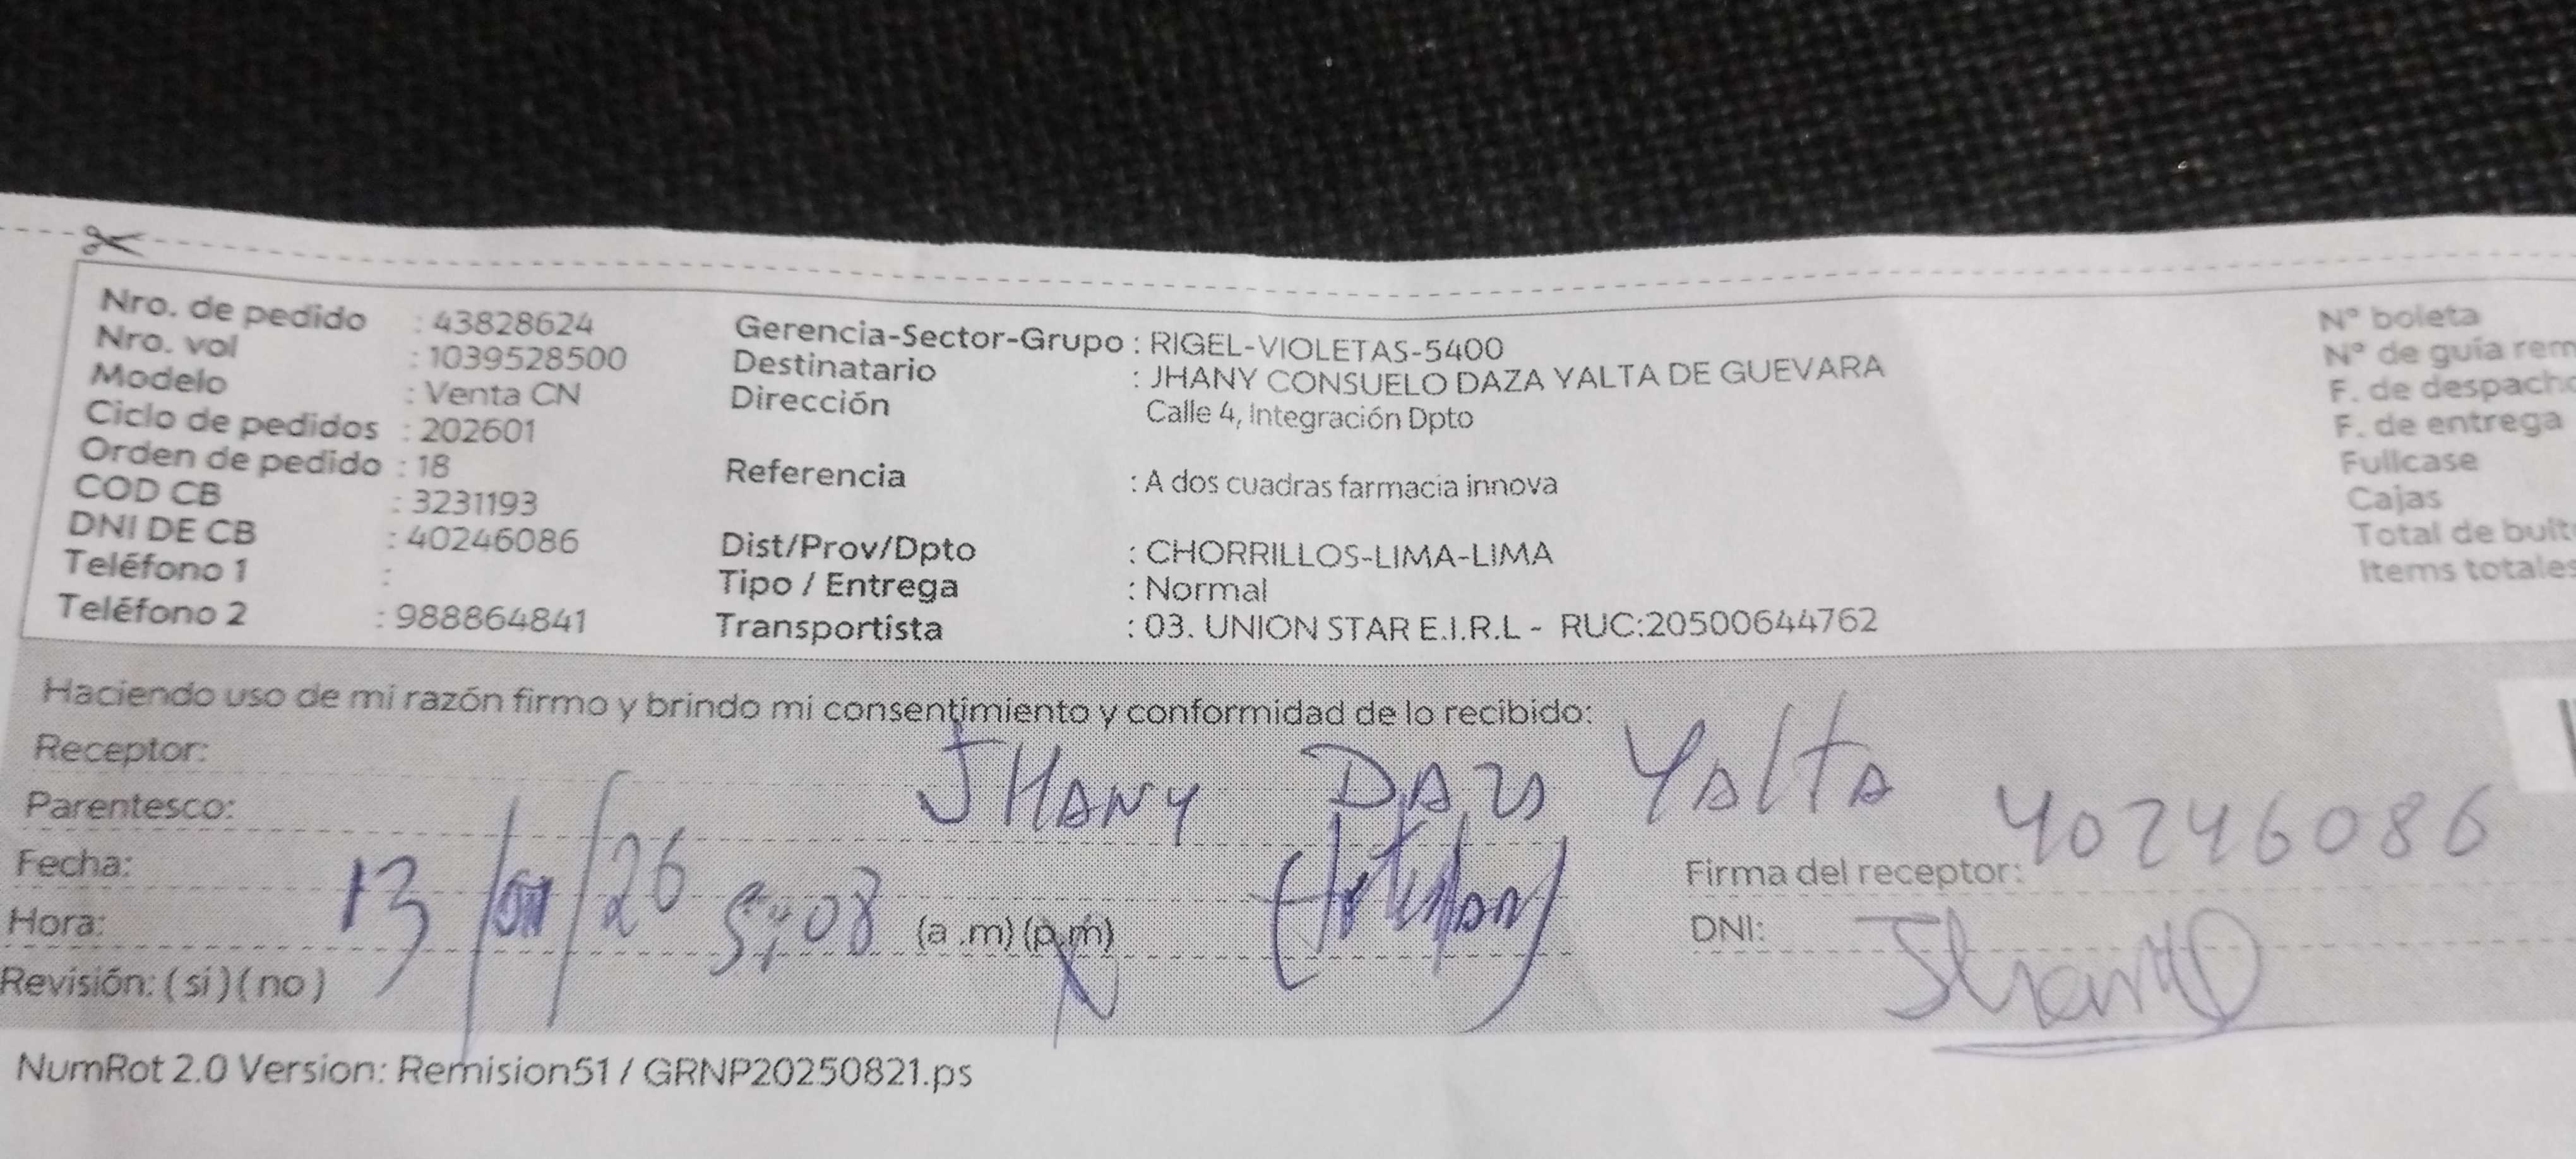 Nro. de pedido : 43828624
Nro. vol : 1039528500
Modelo : Venta CN
Ciclo de pedidos : 202601
Orden de pedido : 18
COD CB : 3231193
DNI DE CB : 40246086
Teléfono 1 :
Teléfono 2 : 988864841
Gerencia-Sector-Grupo : RIGEL-VIOLETAS-5400
Destinatario : JHANY CONSUELO DAZA YALTA DE GUEVARA
Dirección Calle 4, Integración Dpto
Referencia : A dos cuadras farmacia innova
Dist/Prov/Dpto : CHORRILLOS-LIMA-LIMA
Tipo / Entrega : Normal
Transportista : 03. UNION STAR E.I.R.L - RUC:20500644762
N° boleta
N° de guía rem
F. de despacho
F. de entrega
Fullcase
Cajas
Total de bult
Items totales
Haciendo uso de mi razón firmo y brindo mi consentimiento y conformidad de lo recibido:
Receptor: JHANY DAZA YALTA
Parentesco:
Fecha: 13/01/26
Hora: 5:08 (a .m) (p.m)
Revisión: ( si ) ( no )
Firma del receptor: 40246086
DNI:
NumRot 2.0 Version: Remision51 / GRNP20250821.ps